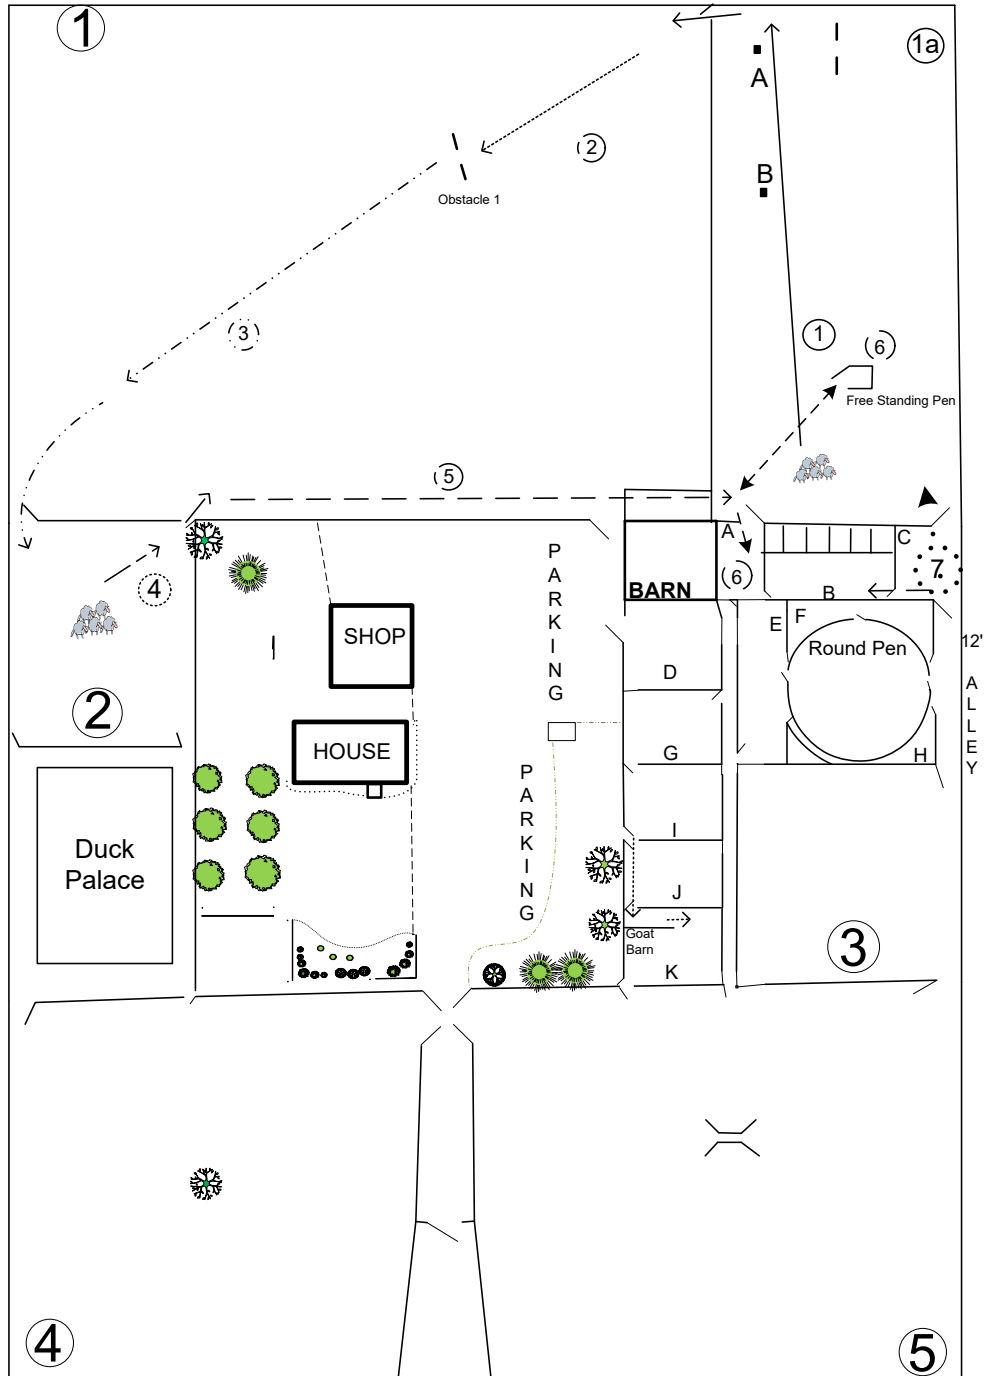 1
1a
A
2
B
Obstacle 1
3
1
6
Free Standing Pen
5
A
C
4
6
7
BARN
B
PARKING
E
F
SHOP
Round Pen
12'
ALLEY
D
2
HOUSE
G
H
PARKING
I
Duck
Palace
J
Goat
Barn
3
K
4
5